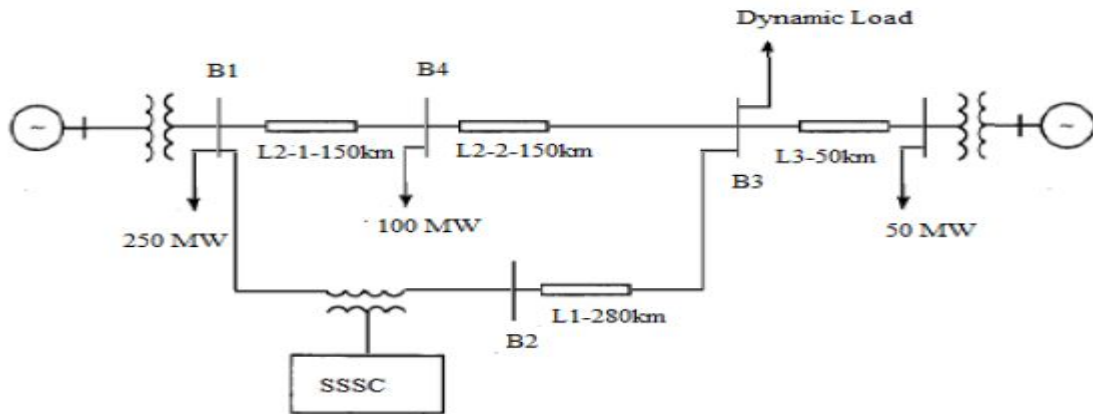 Dynamic Load
B1
B4
~
L2-1-150km
L2-2-150km
L3-50km
~
B3
250 MW
100 MW
50 MW
L1-280km
B2
SSSC